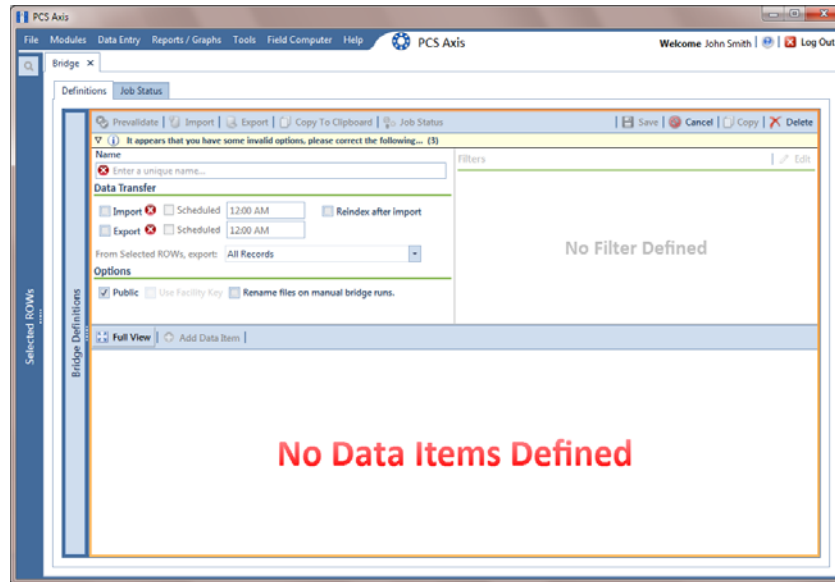 PCS Axis
File Modules Data Entry Reports / Graphs Tools Field Computer Help PCS Axis Welcome John Smith Log Out
Bridge
Definitions Job Status
Prevalidate Import Export Copy To Clipboard Job Status Save Cancel Copy Delete
It appears that you have some invalid options, please correct the following... (3)
Name
Enter a unique name...
Filters Edit
Data Transfer
Import Scheduled 12:00 AM Reindex after import
Export Scheduled 12:00 AM
From Selected ROWs, export: All Records
No Filter Defined
Options
Public Use Facility Key Rename files on manual bridge runs.
Full View Add Data Item
Selected ROWs
Bridge Definitions
No Data Items Defined